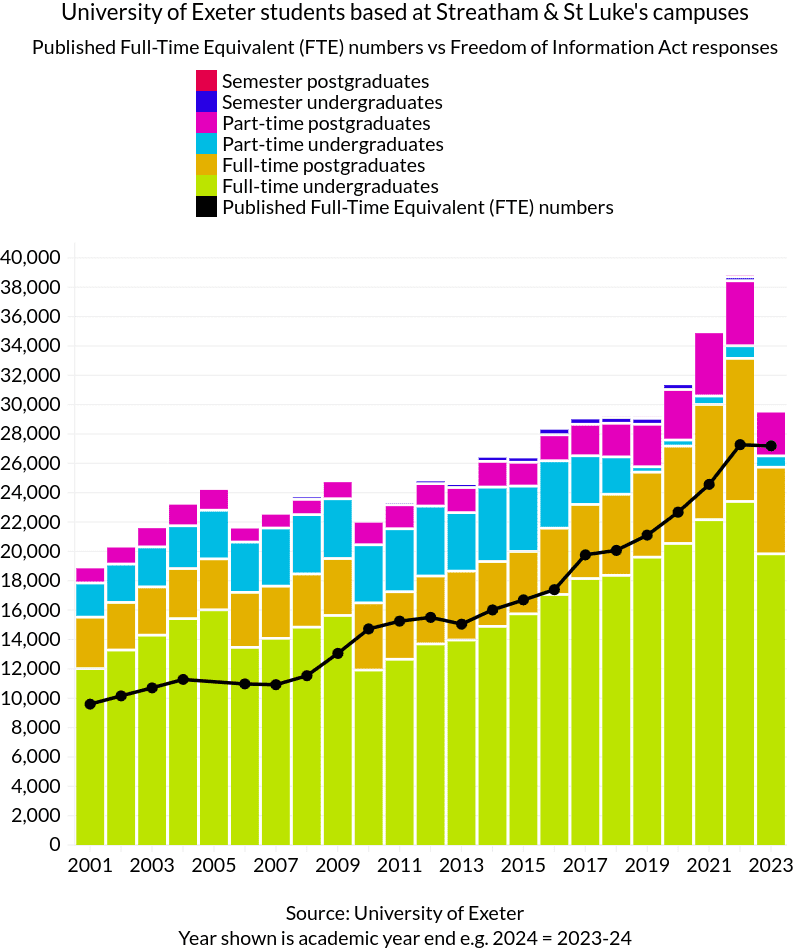 University of Exeter students based at Streatham & St Luke's campuses
Published Full-Time Equivalent (FTE) numbers vs Freedom of Information Act responses
Semester postgraduates
Semester undergraduates
Part-time postgraduates
Part-time undergraduates
Full-time postgraduates
Full-time undergraduates
Published Full-Time Equivalent (FTE) numbers
40,000
38,000
36,000
34,000
32,000
30,000
28,000
26,000
24,000
22,000
20,000
18,000
16,000
14,000
12,000
10,000
8,000
6,000
4,000
2,000
0
2001 2003 2005 2007 2009 2011 2013 2015 2017 2019 2021 2023
Source: University of Exeter
Year shown is academic year end e.g. 2024 = 2023-24